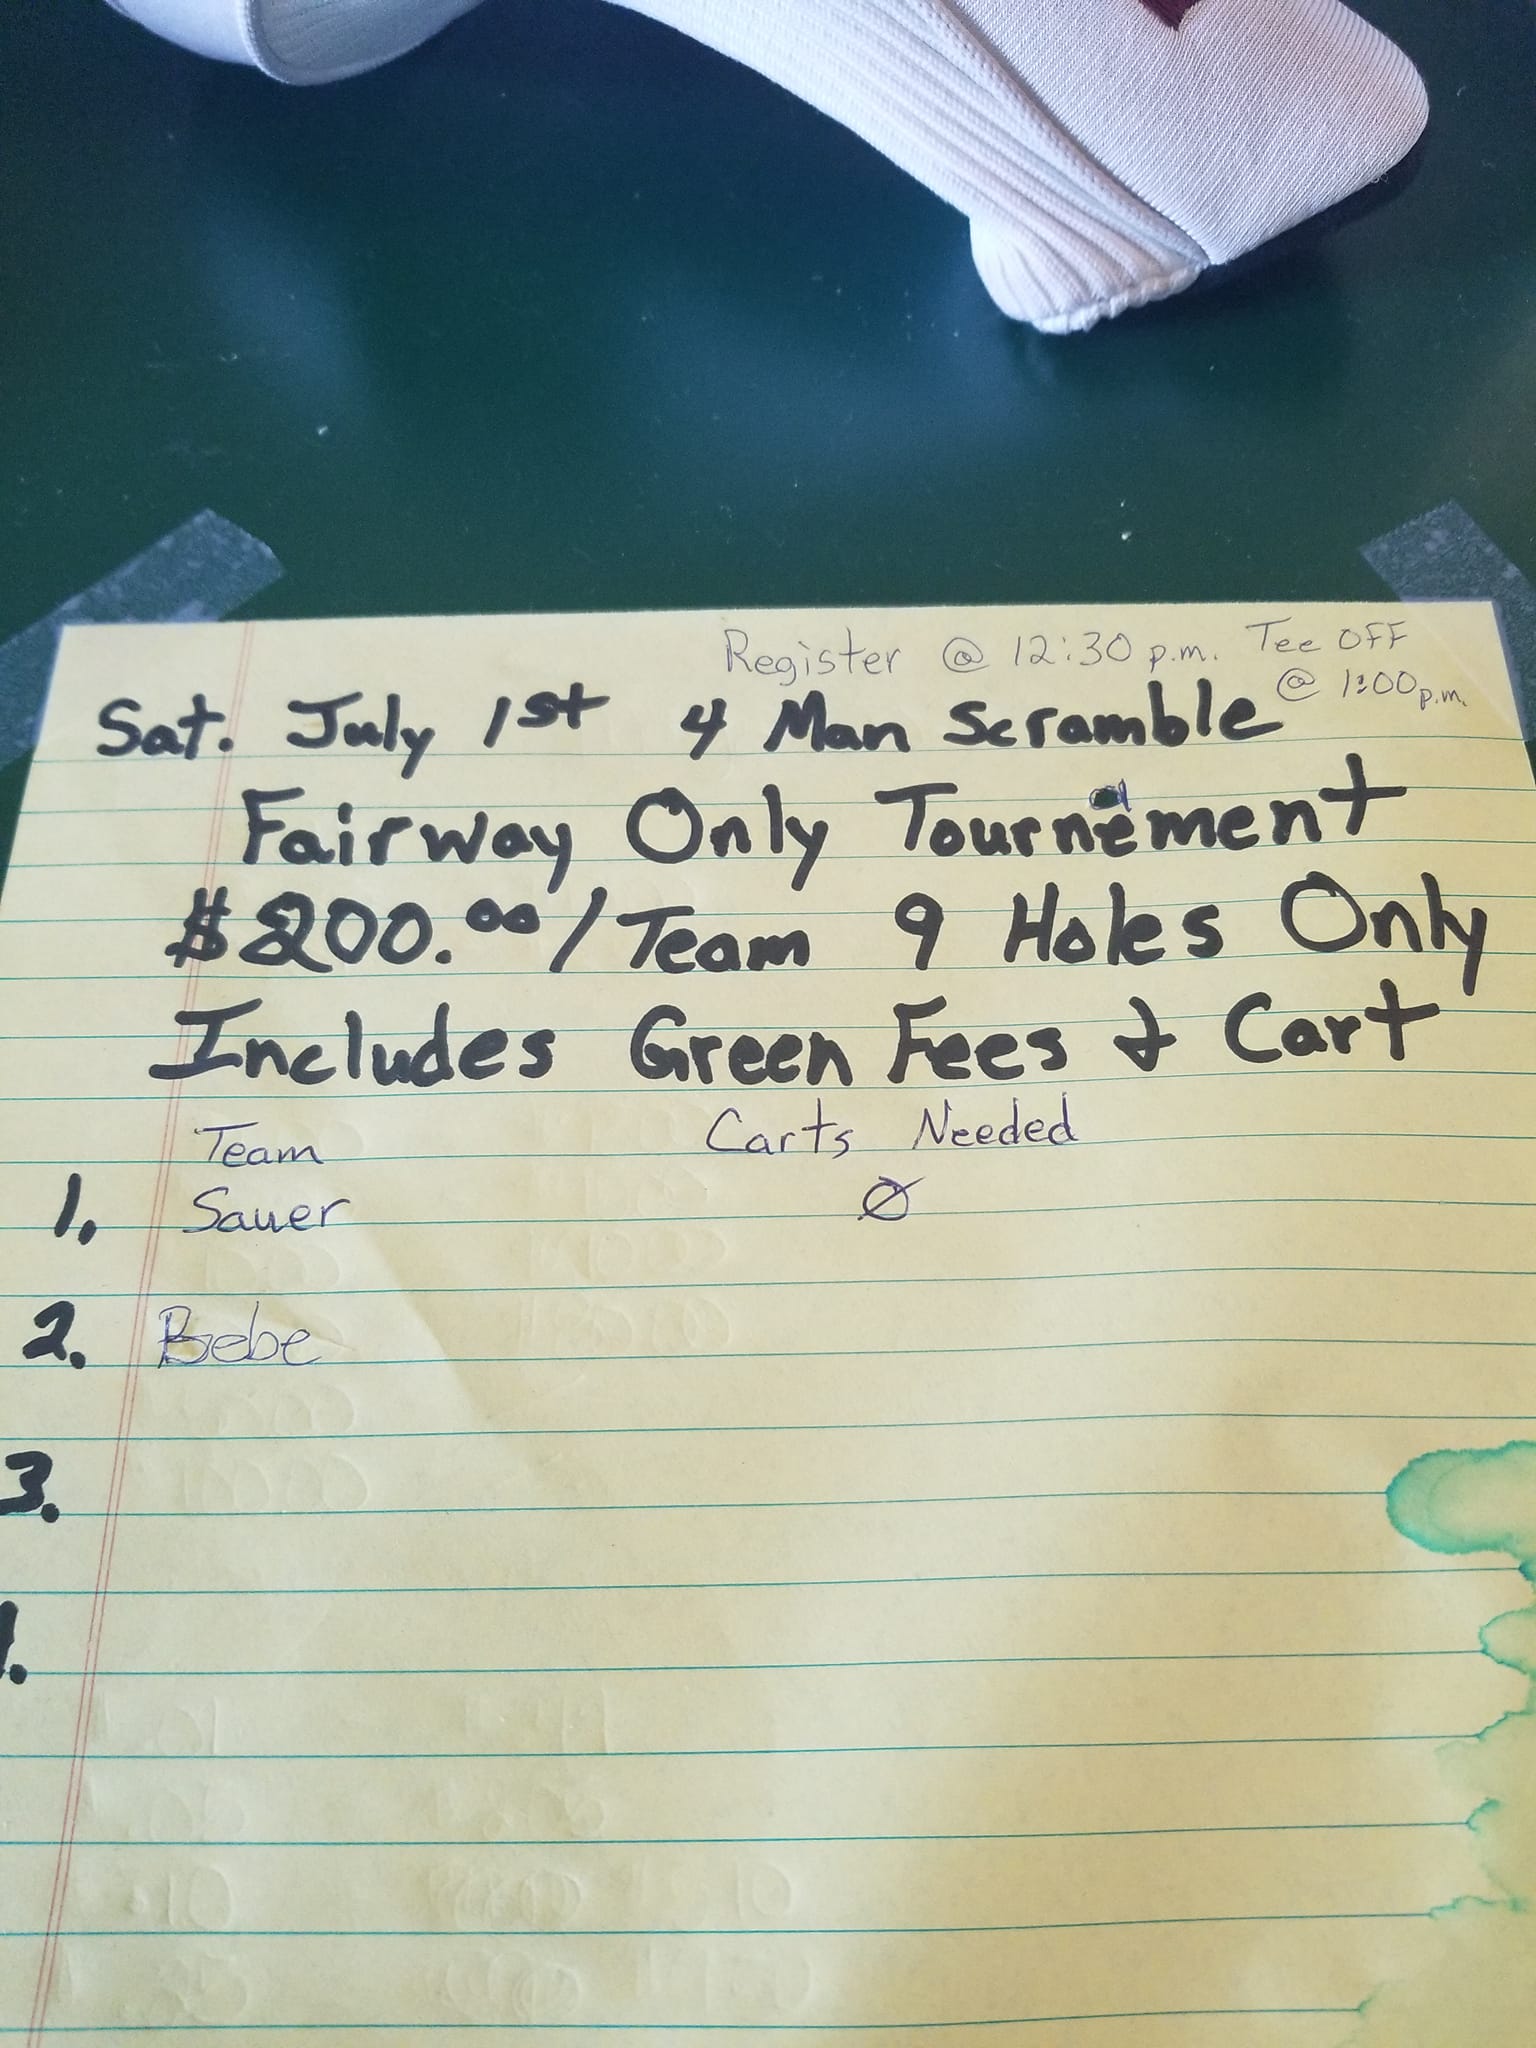 Register @ 12:30 p.m. Tee OFF
@ 1:00 p.m.
Sat. July 1st 4 Man Scramble
Fairway Only Tournement
$200.00/Team 9 Holes Only
Includes Green Fees & Cart
Team Carts Needed
1. Sauer Ø
2. Bebe
3.